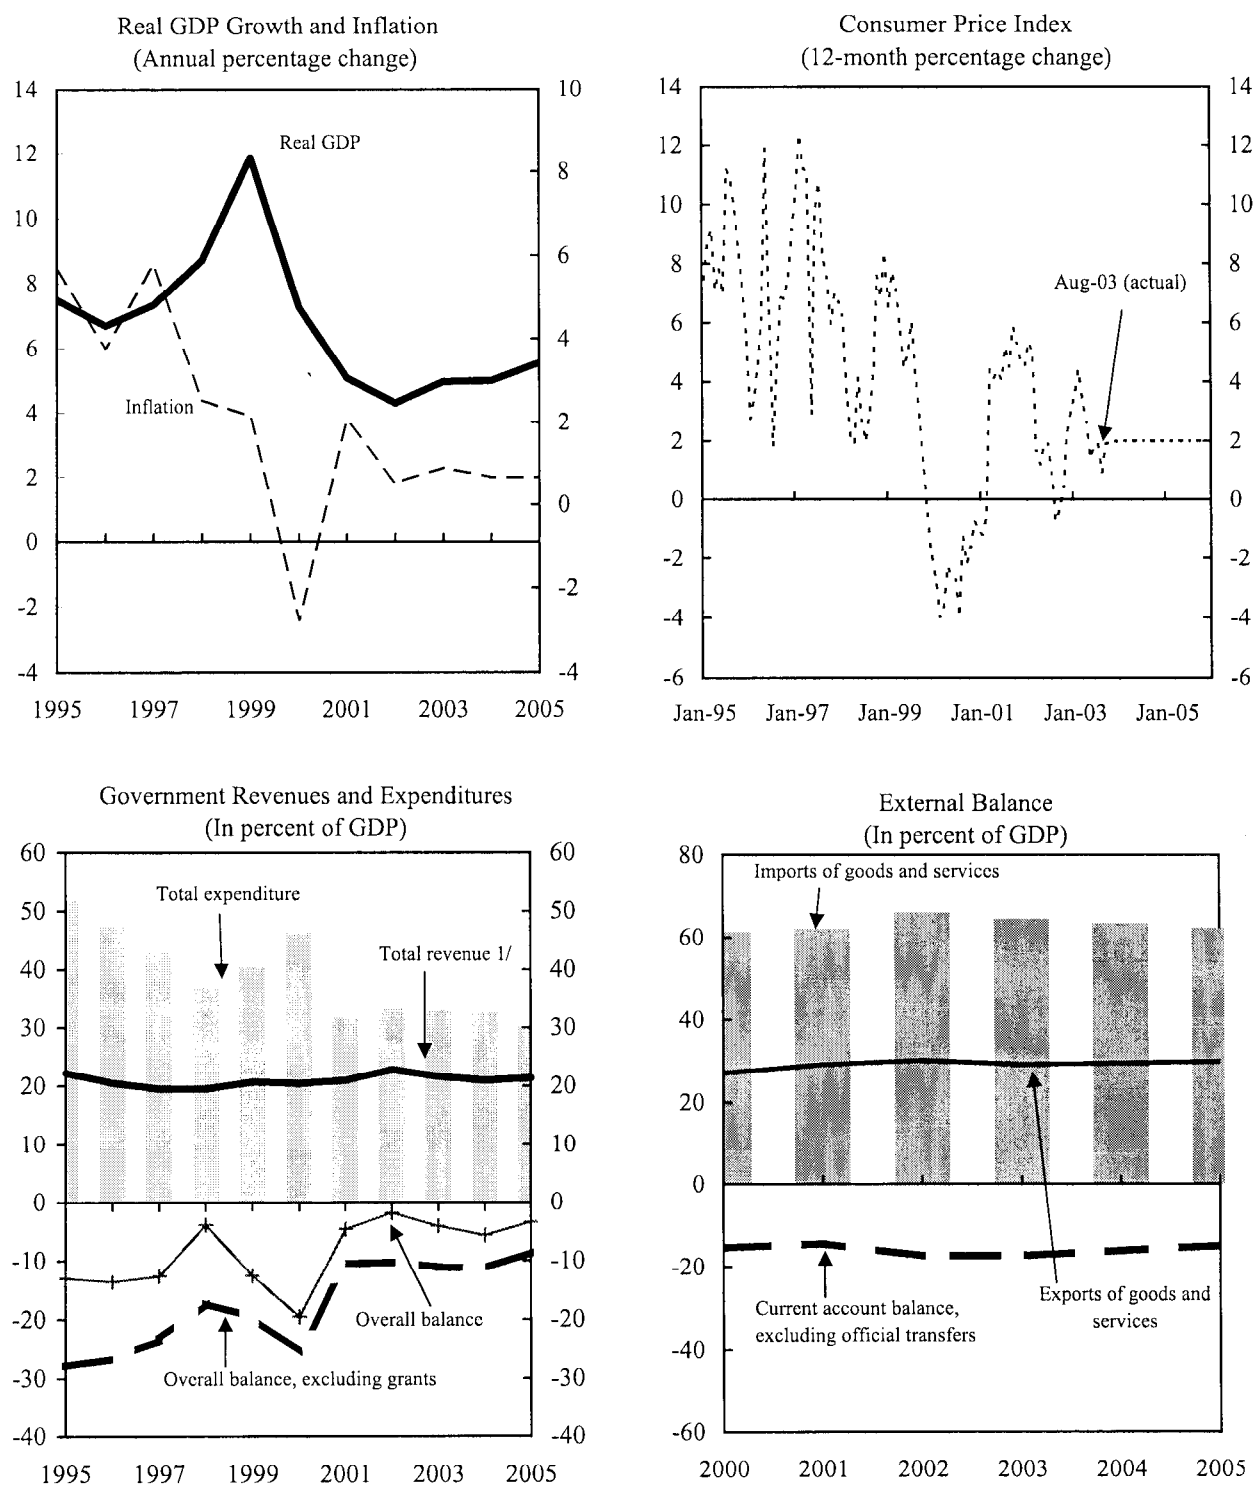 Real GDP Growth and Inflation
(Annual percentage change)
14
12
10
8
6
4
2
0
-2
-4
10
8
6
4
2
0
-2
-4
Real GDP
Inflation
1995 1997 1999 2001 2003 2005
Consumer Price Index
(12-month percentage change)
14
12
10
8
6
4
2
0
-2
-4
-6
14
12
10
8
6
4
2
0
-2
-4
-6
Aug-03 (actual)
Jan-95 Jan-97 Jan-99 Jan-01 Jan-03 Jan-05
Government Revenues and Expenditures
(In percent of GDP)
60
50
40
30
20
10
0
-10
-20
-30
-40
60
50
40
30
20
10
0
-10
-20
-30
-40
Total expenditure
Total revenue 1/
Overall balance
Overall balance, excluding grants
1995 1997 1999 2001 2003 2005
External Balance
(In percent of GDP)
80
60
40
20
0
-20
-40
-60
Imports of goods and services
Exports of goods and
services
Current account balance,
excluding official transfers
2000 2001 2002 2003 2004 2005